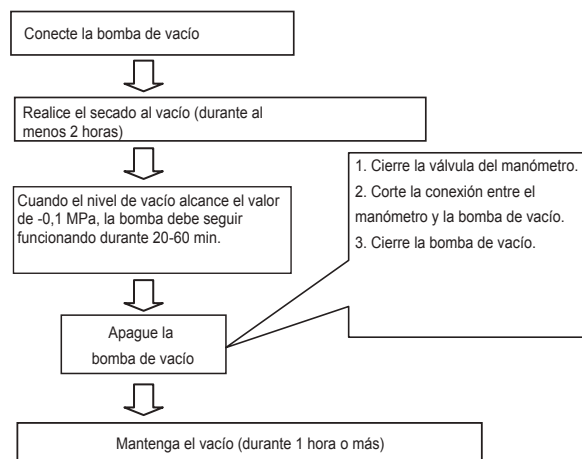 Conecte la bomba de vacío
Realice el secado al vacío (durante al
menos 2 horas)
Cuando el nivel de vacío alcance el valor
de -0,1 MPa, la bomba debe seguir
funcionando durante 20-60 min.
Apague la
bomba de vacío
1. Cierre la válvula del manómetro.
2. Corte la conexión entre el
manómetro y la bomba de vacío.
3. Cierre la bomba de vacío.
Mantenga el vacío (durante 1 hora o más)